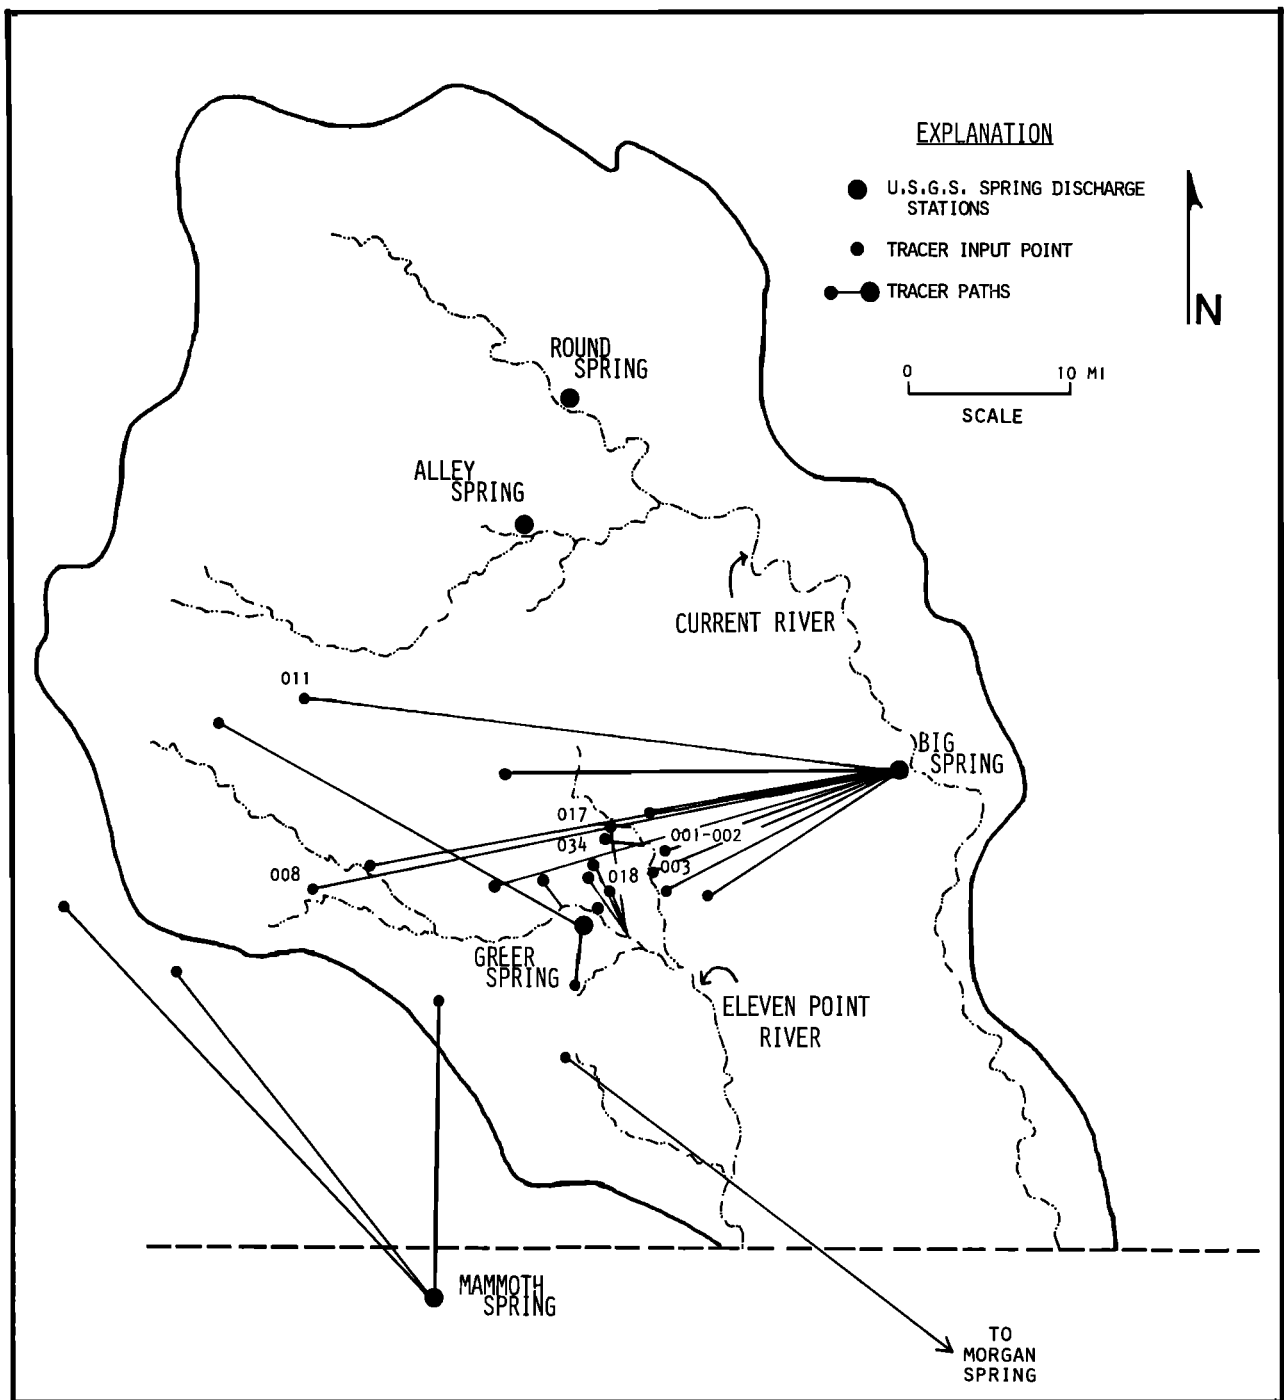 EXPLANATION
U.S.G.S. SPRING DISCHARGE
STATIONS
TRACER INPUT POINT
TRACER PATHS
N
0 10 MI
SCALE
ROUND
SPRING
ALLEY
SPRING
CURRENT RIVER
011
BIG
SPRING
017
001-002
034
003
018
008
GREER
SPRING
ELEVEN POINT
RIVER
MAMMOTH
SPRING
TO
MORGAN
SPRING